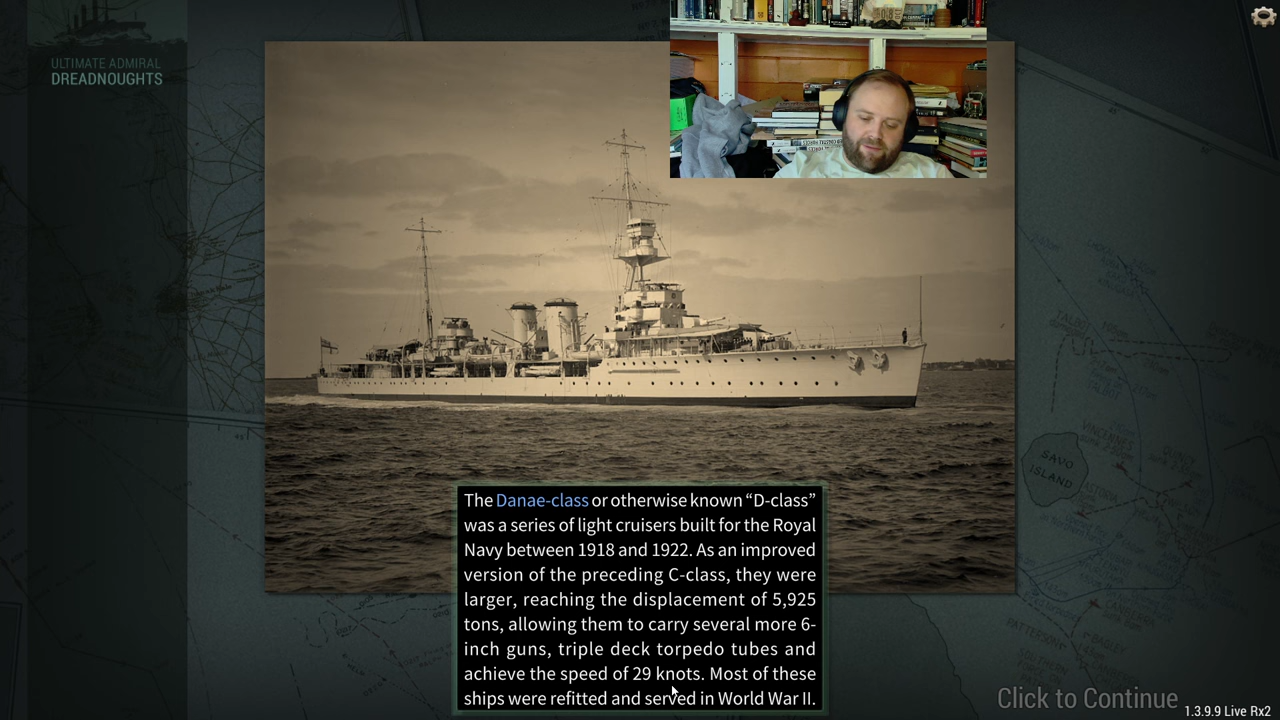 ULTIMATE ADMIRAL
DREADNOUGHTS
The Danae-class or otherwise known “D-class”
was a series of light cruisers built for the Royal
Navy between 1918 and 1922. As an improved
version of the preceding C-class, they were
larger, reaching the displacement of 5,925
tons, allowing them to carry several more 6-
inch guns, triple deck torpedo tubes and
achieve the speed of 29 knots. Most of these
ships were refitted and served in World War II.
SAVO
ISLAND
Click to Continue
1.3.9.9 Live Rx2